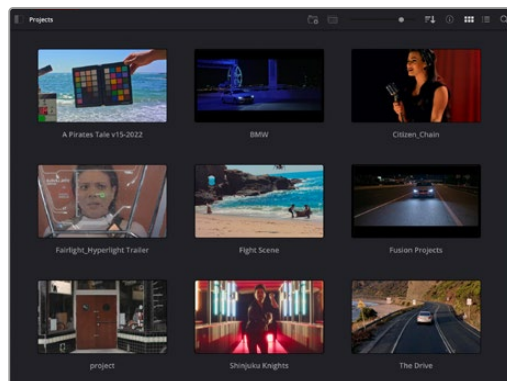 Projects
A Pirates Tale v15-2022
BMW
Citizen_Chain
Fairlight_Hyperlight Trailer
Fight Scene
Fusion Projects
project
Shinjuku Knights
The Drive